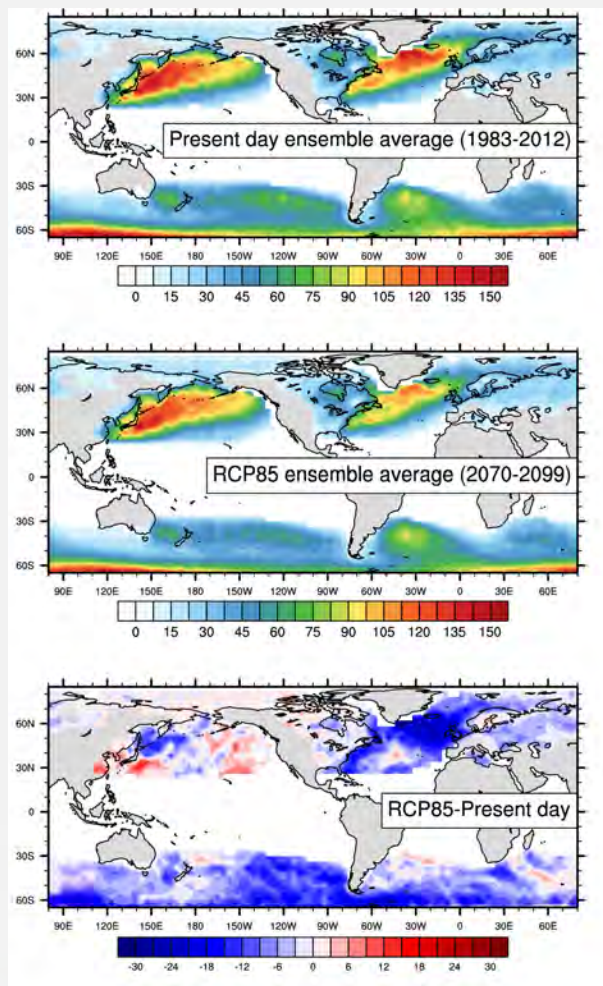 60N
30N
0
30S
60S
Present day ensemble average (1983-2012)
90E 120E 150E 180 150W 120W 90W 60W 30W 0 30E 60E
0 15 30 45 60 75 90 105 120 135 150
60N
30N
0
30S
60S
RCP85 ensemble average (2070-2099)
90E 120E 150E 180 150W 120W 90W 60W 30W 0 30E 60E
0 15 30 45 60 75 90 105 120 135 150
60N
30N
0
30S
60S
RCP85-Present day
90E 120E 150E 180 150W 120W 90W 60W 30W 0 30E 60E
-30 -24 -18 -12 -6 0 6 12 18 24 30